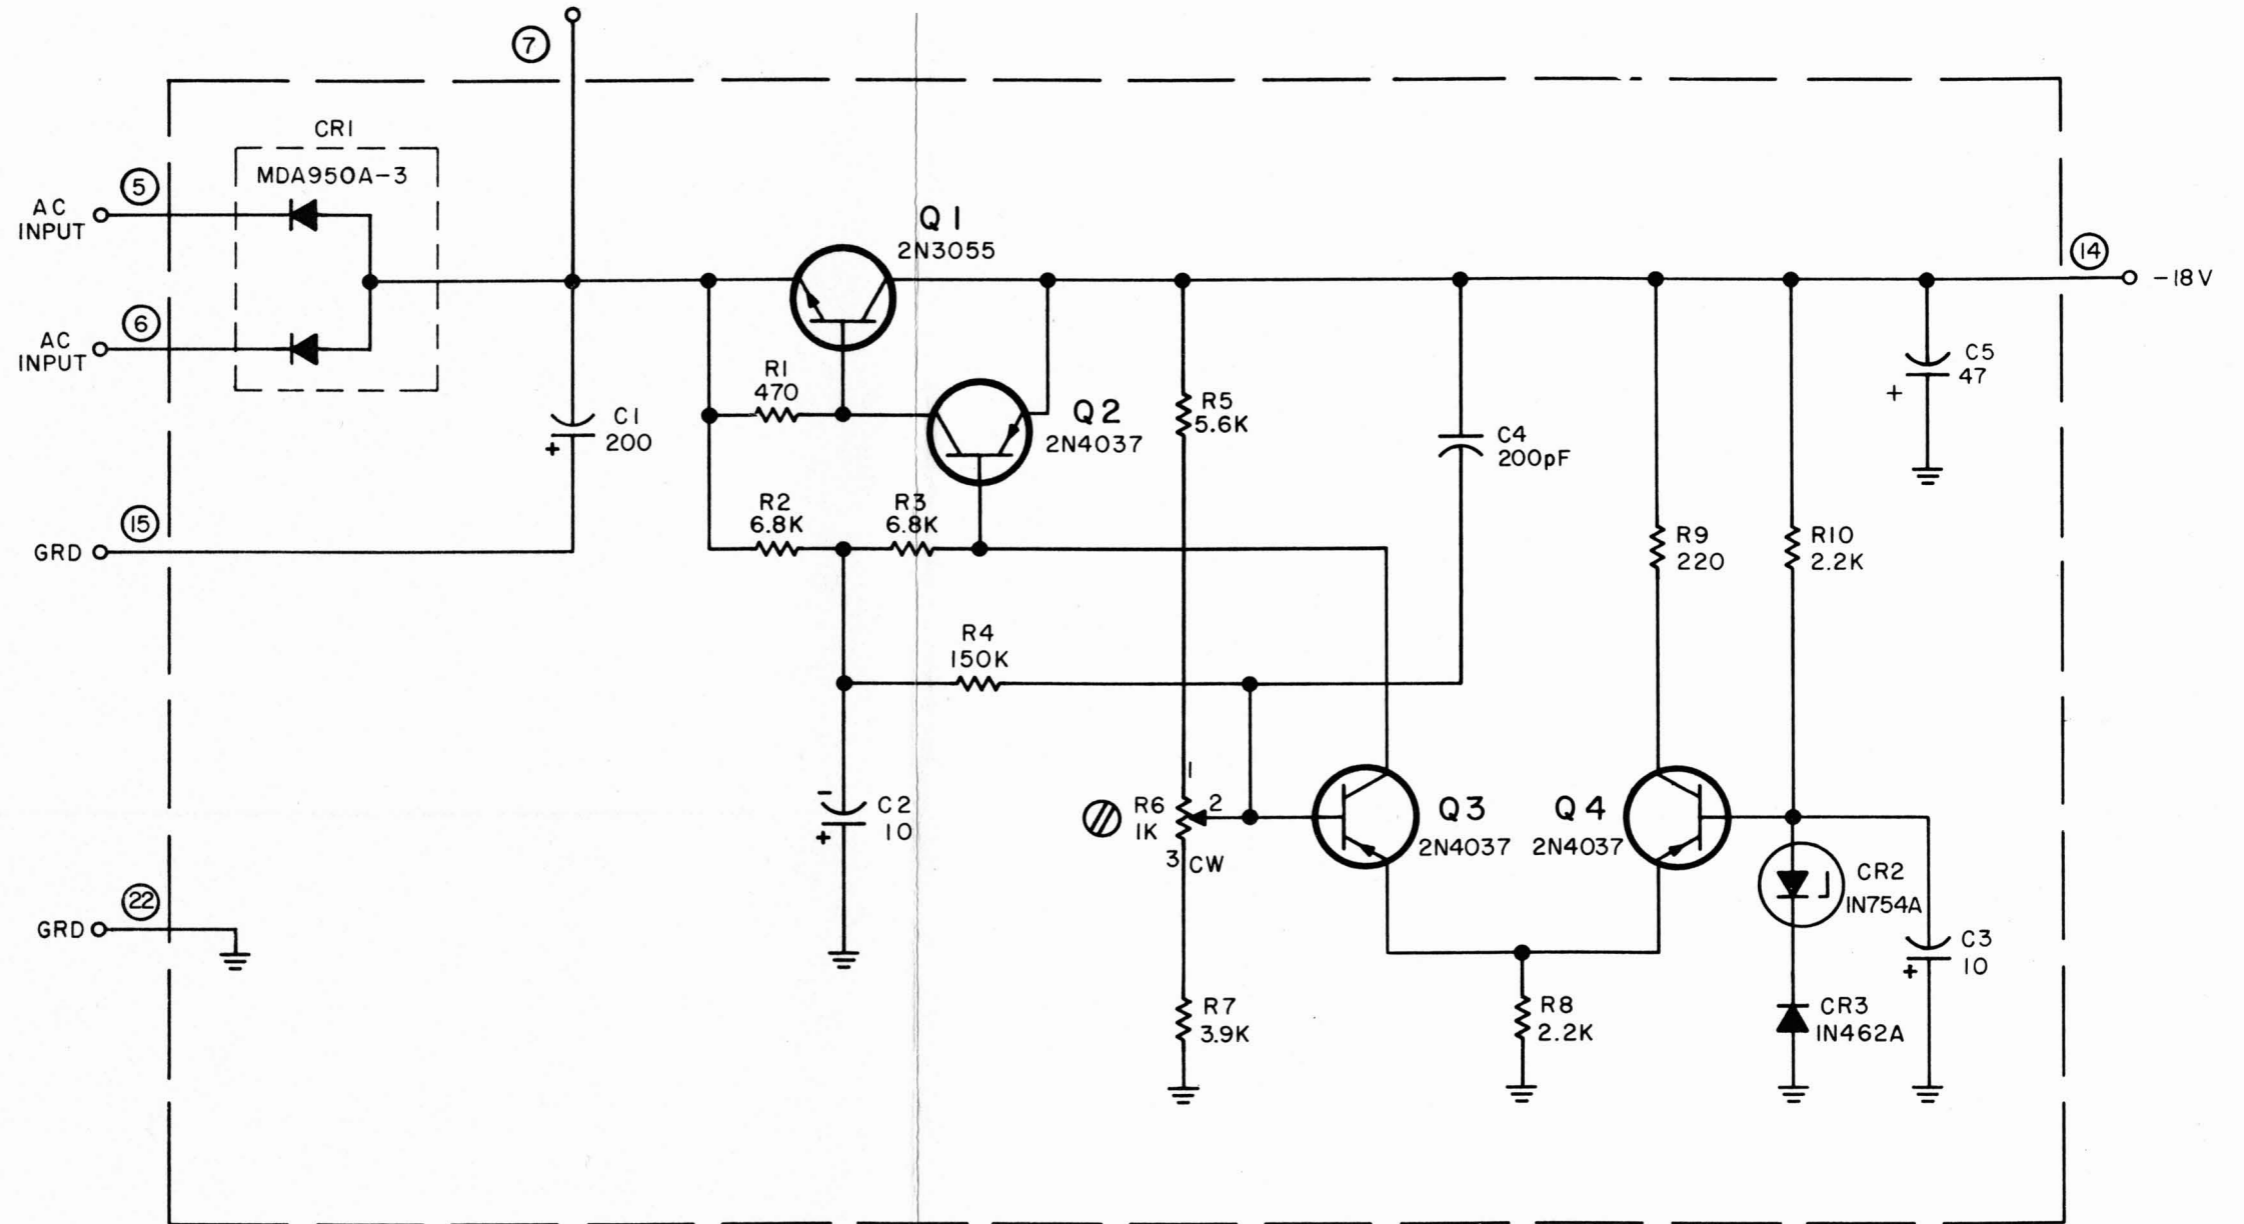 7
CR1
MDA950A-3
5
AC
INPUT
6
AC
INPUT
Q1
2N3055
14
-18V
R1
470
Q2
2N4037
R5
5.6K
C1
200
+
C4
200pF
C5
47
+
15
GRD
R2
6.8K
R3
6.8K
R9
220
R10
2.2K
R4
150K
1
R6
1K
2
3
CW
Q3
2N4037
Q4
2N4037
-
C2
10
+
CR2
1N754A
22
GRD
C3
10
+
R7
3.9K
R8
2.2K
CR3
1N462A